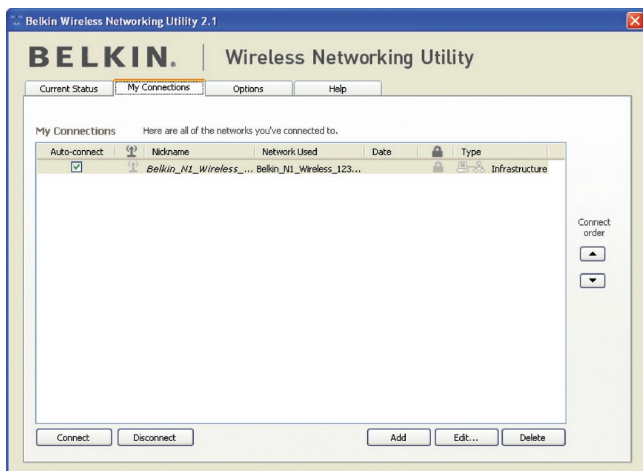 Belkin Wireless Networking Utility 2.1
BELKIN. | Wireless Networking Utility
Current Status My Connections Options Help
My Connections Here are all of the networks you've connected to.
Auto-connect Nickname Network Used Date Type
Belkin_N1_Wireless_... Belkin_N1_Wireless_123... Infrastructure
Connect
order
Connect Disconnect Add Edit... Delete